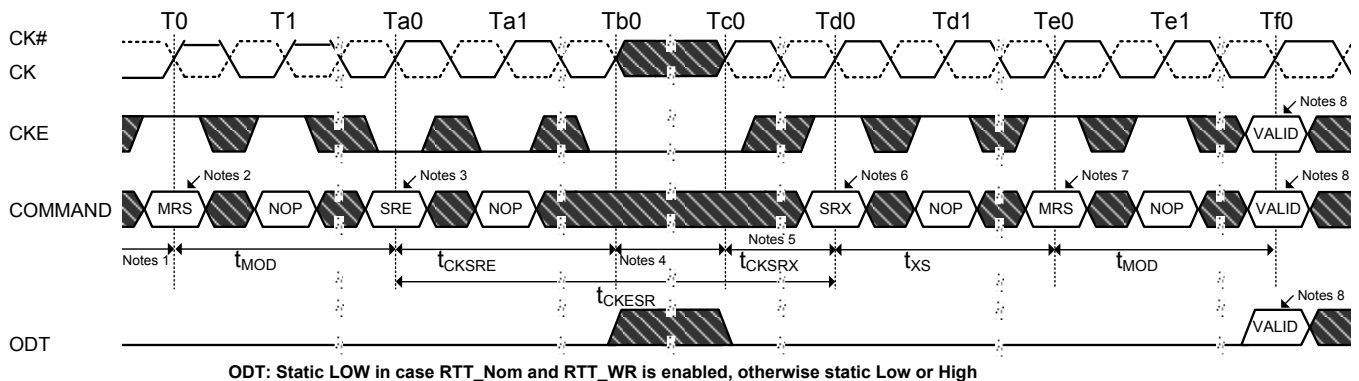 T0 T1 Ta0 Ta1 Tb0 Tc0 Td0 Td1 Te0 Te1 Tf0
CK#
CK
Notes 8
CKE VALID
Notes 2 Notes 3 Notes 6 Notes 7 Notes 8
COMMAND MRS NOP SRE NOP SRX NOP MRS NOP VALID
Notes 1 tMOD tCKSRE Notes 4 Notes 5 tCKSRX tXS tMOD
tCKESR
Notes 8
ODT VALID
ODT: Static LOW in case RTT_Nom and RTT_WR is enabled, otherwise static Low or High